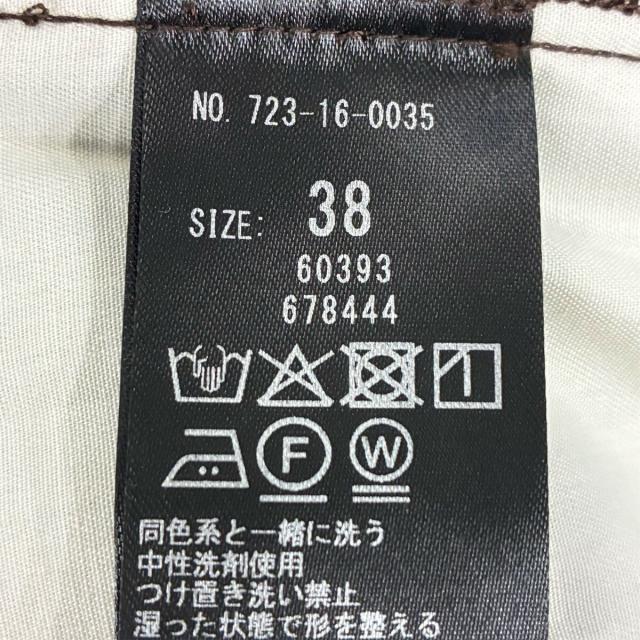 NO. 723-16-0035
SIZE: 38
60393
678444
F W
同色系と一緒に洗う
中性洗剤使用
つけ置き洗い禁止
湿った状態で形を整える